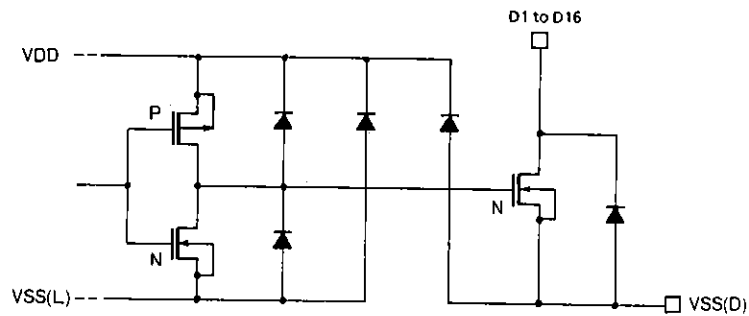 D1 to D16
VDD
P
N
N
VSS(L)
VSS(D)